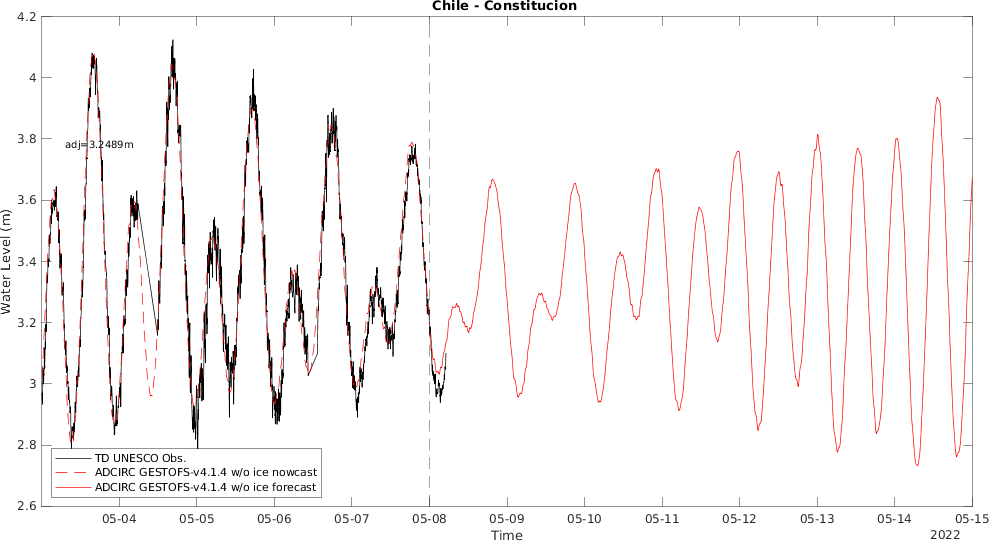 Chile - Constitucion
4.2
4
3.8
3.6
3.4
3.2
3
2.8
2.6
Water Level (m)
adj=3.2489m
TD UNESCO Obs.
ADCIRC GESTOFS-v4.1.4 w/o ice nowcast
ADCIRC GESTOFS-v4.1.4 w/o ice forecast
05-04 05-05 05-06 05-07 05-08 05-09 05-10 05-11 05-12 05-13 05-14 05-15
Time
2022